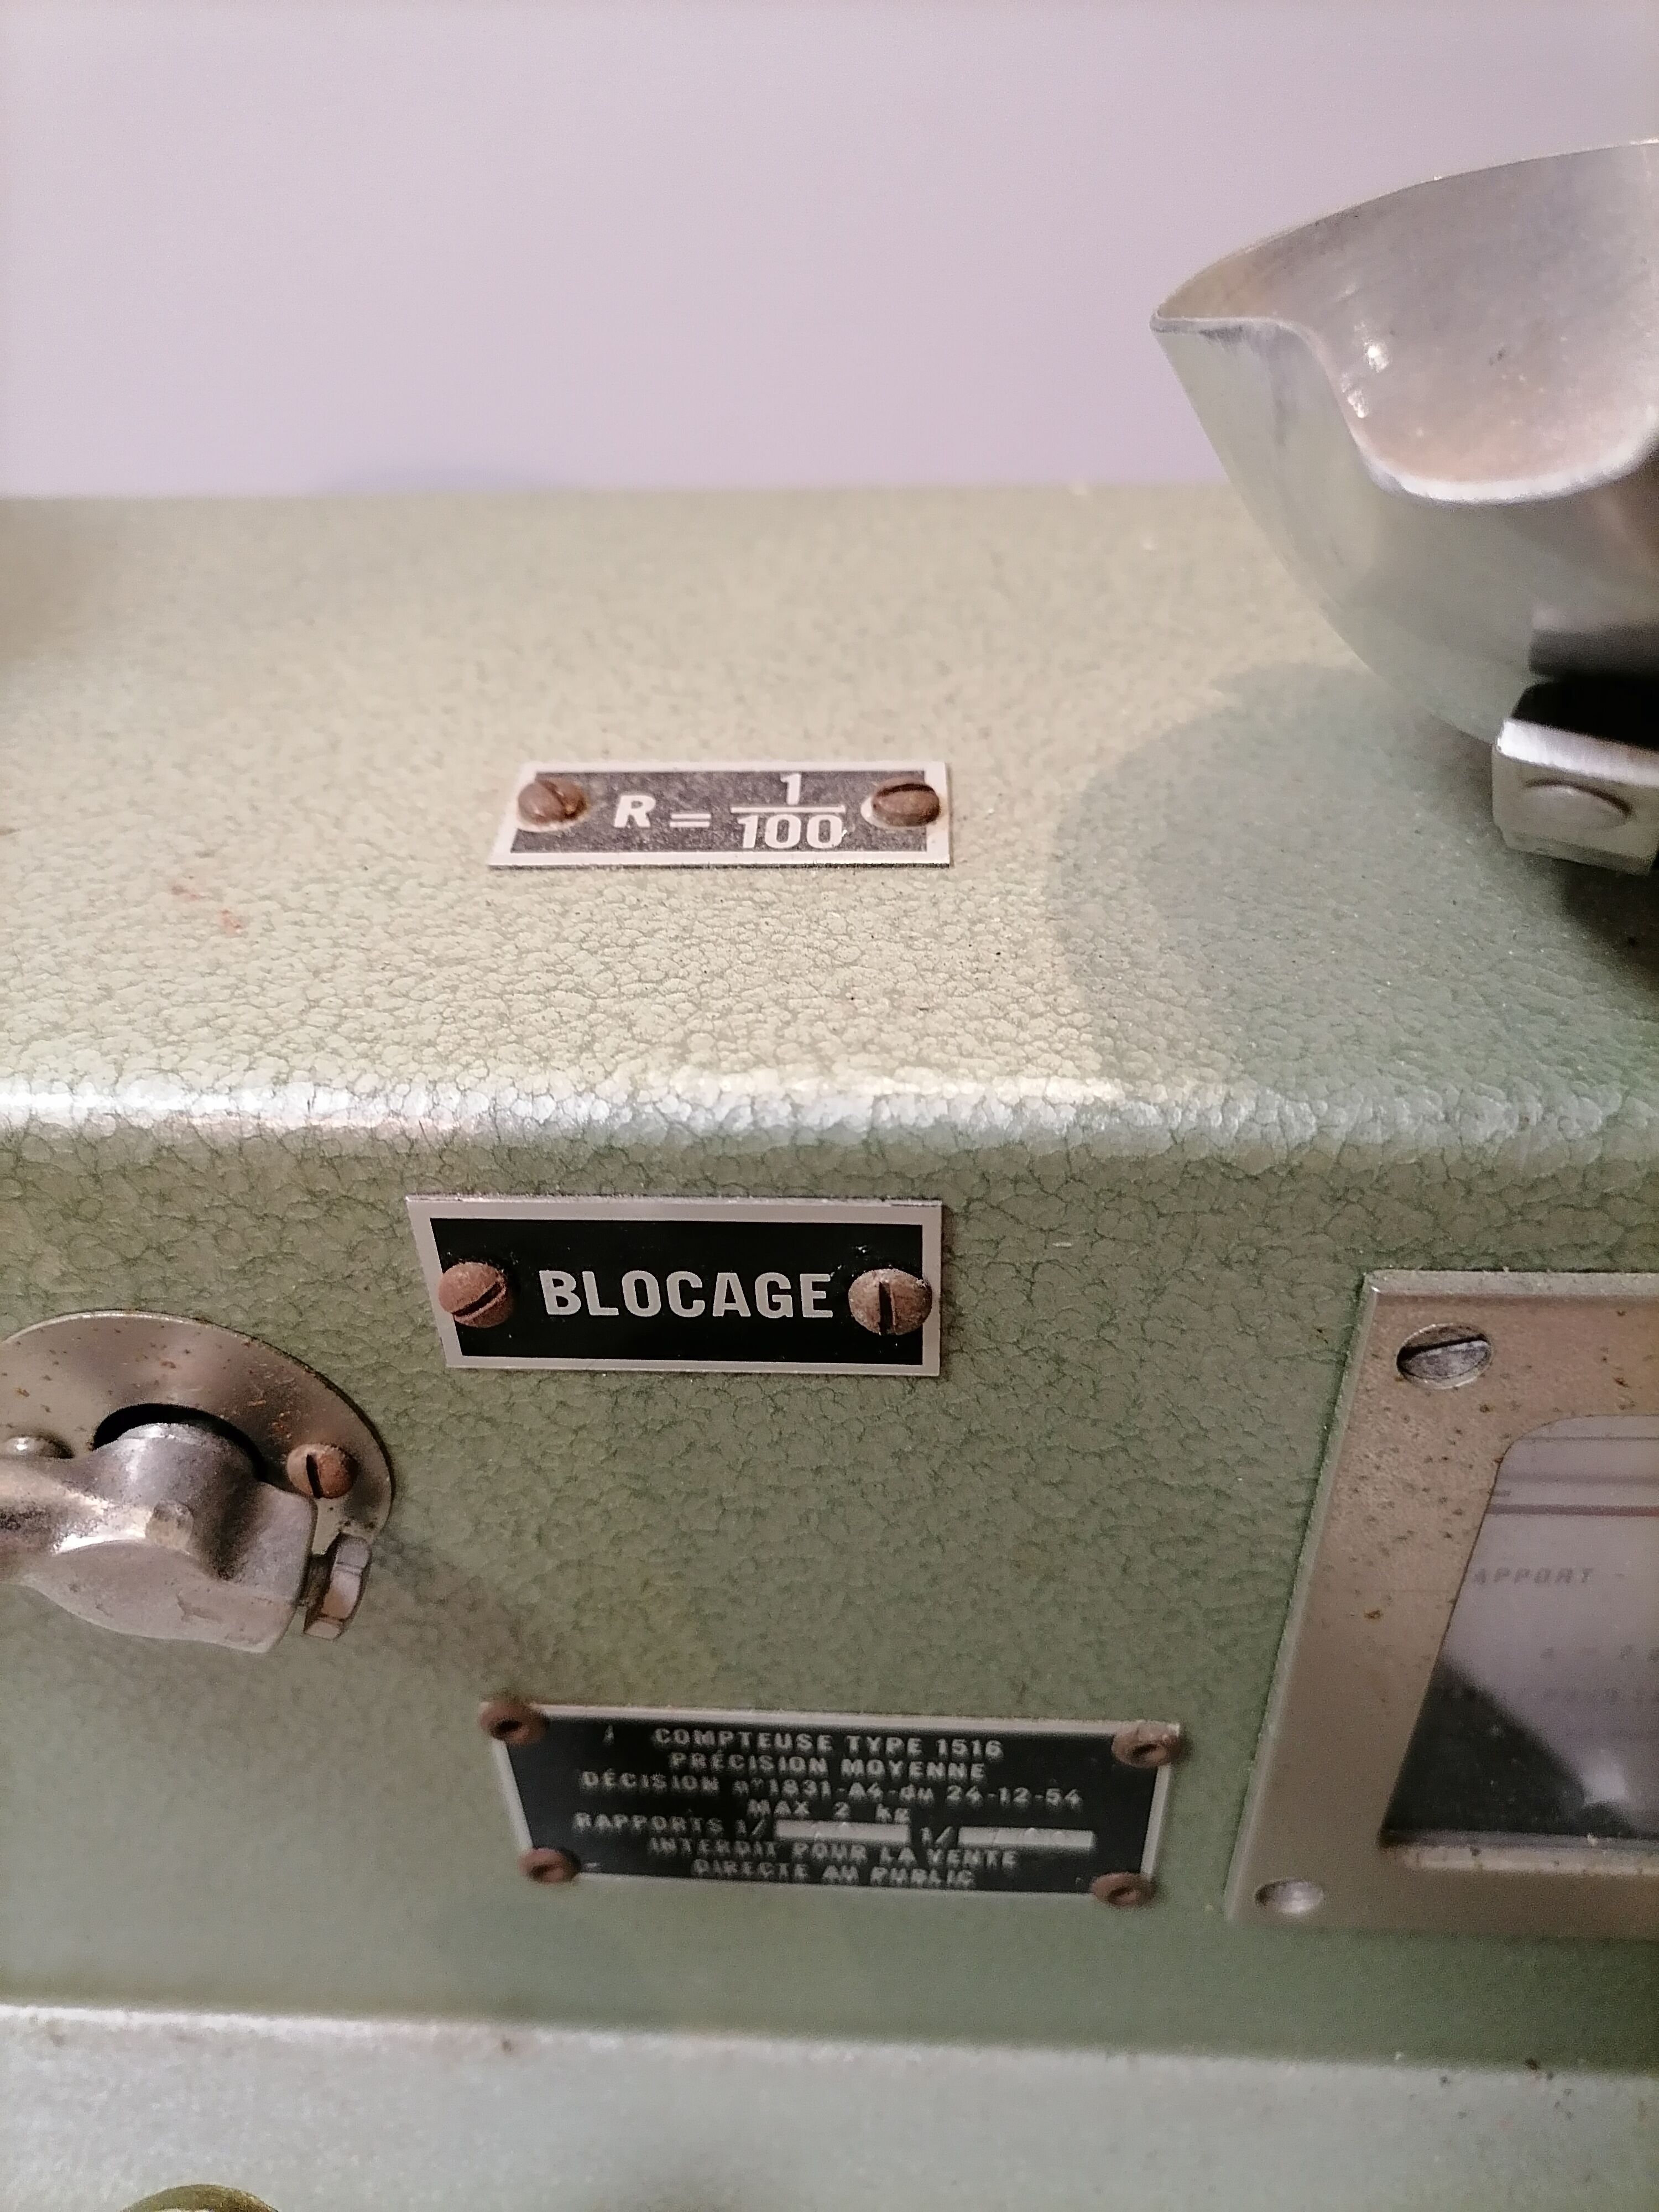 R = 1/100
BLOCAGE
APPORT -
COMPTEUSE TYPE 1516
PRÉCISION MOYENNE
DÉCISION n° 1831-A4-du 24-12-54
MAX 2 kg
RAPPORTS 1/ 1/
INTERDIT POUR LA VENTE
DIRECTE AU PUBLIC